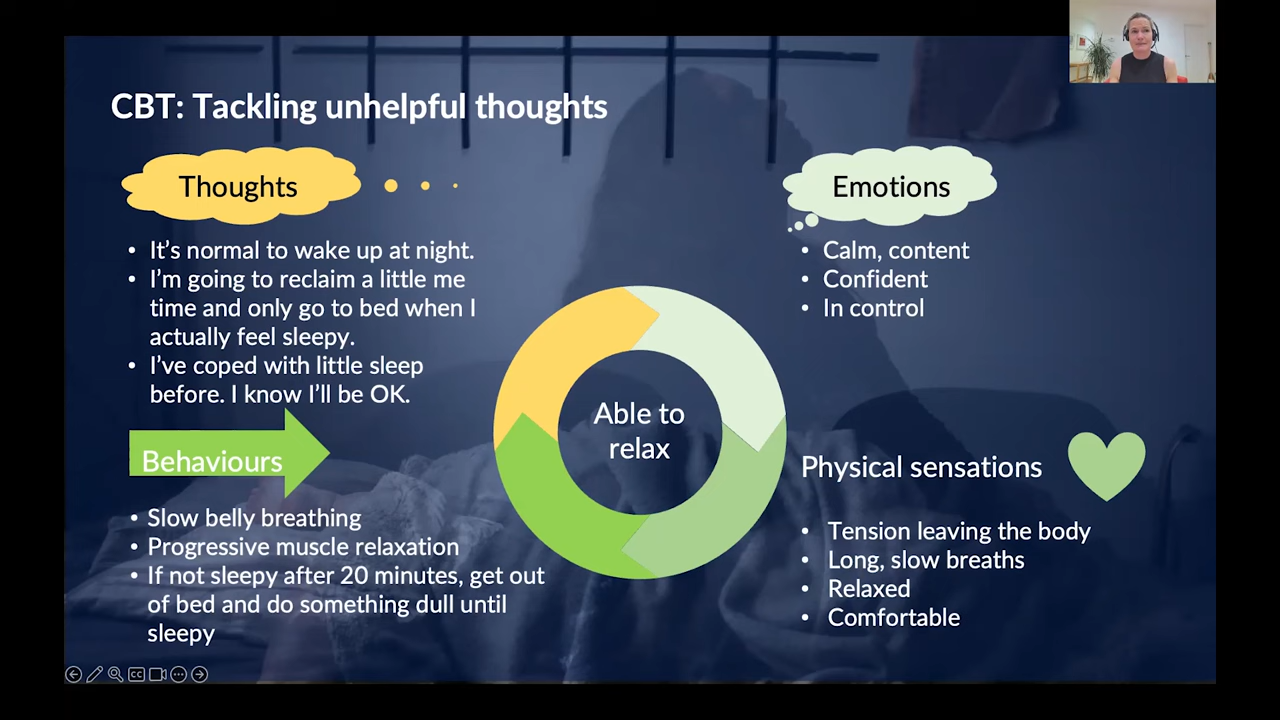 CBT: Tackling unhelpful thoughts
Thoughts
• It’s normal to wake up at night.
• I’m going to reclaim a little me
time and only go to bed when I
actually feel sleepy.
• I’ve coped with little sleep
before. I know I’ll be OK.
Emotions
• Calm, content
• Confident
• In control
Able to
relax
Behaviours
• Slow belly breathing
• Progressive muscle relaxation
• If not sleepy after 20 minutes, get out
of bed and do something dull until
sleepy
Physical sensations
• Tension leaving the body
• Long, slow breaths
• Relaxed
• Comfortable
CC